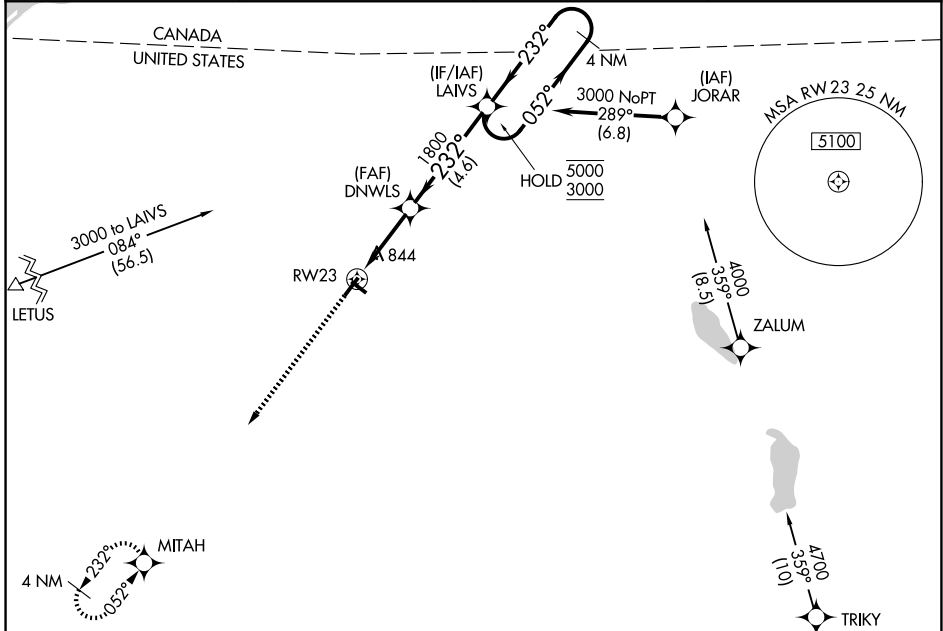 CANADA
UNITED STATES
232°
4 NM
052°
(IF/IAF)
LAIVS
3000 NoPT
289°
(6.8)
(IAF)
JORAR
MSA RW 23 25 NM
5100
HOLD
5000
3000
1800
232°
(4.6)
(FAF)
DNWLS
844
RW23
3000 to LAIVS
084°
(56.5)
LETUS
4000
359°
(8.5)
ZALUM
4700
359°
(10)
TRIKY
MITAH
232°
4 NM
052°